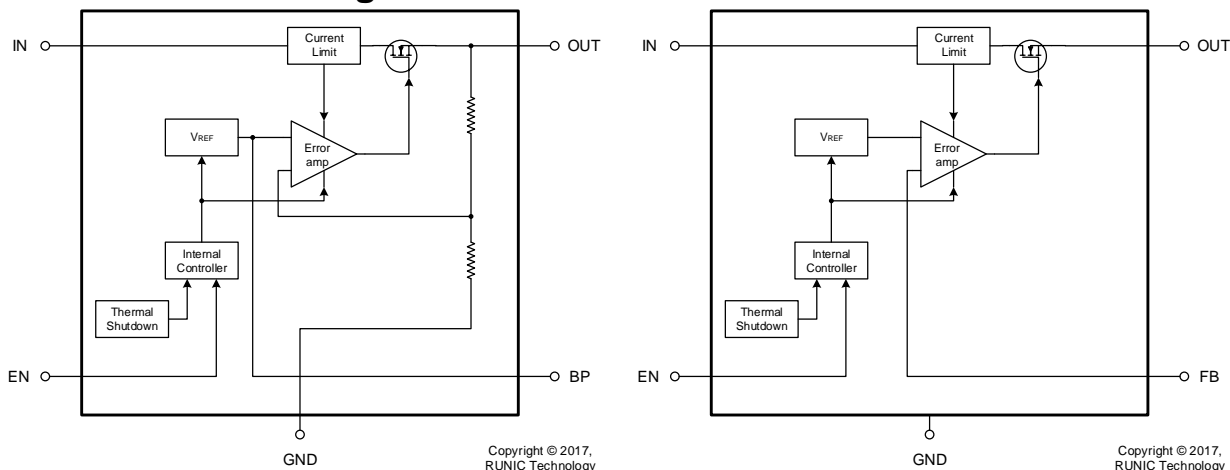 IN
Current
Limit
OUT
VREF
Error
amp
Internal
Controller
Thermal
Shutdown
EN
BP
GND
Copyright © 2017,
RUNIC Technology
IN
Current
Limit
OUT
VREF
Error
amp
Internal
Controller
Thermal
Shutdown
EN
FB
GND
Copyright © 2017,
RUNIC Technology